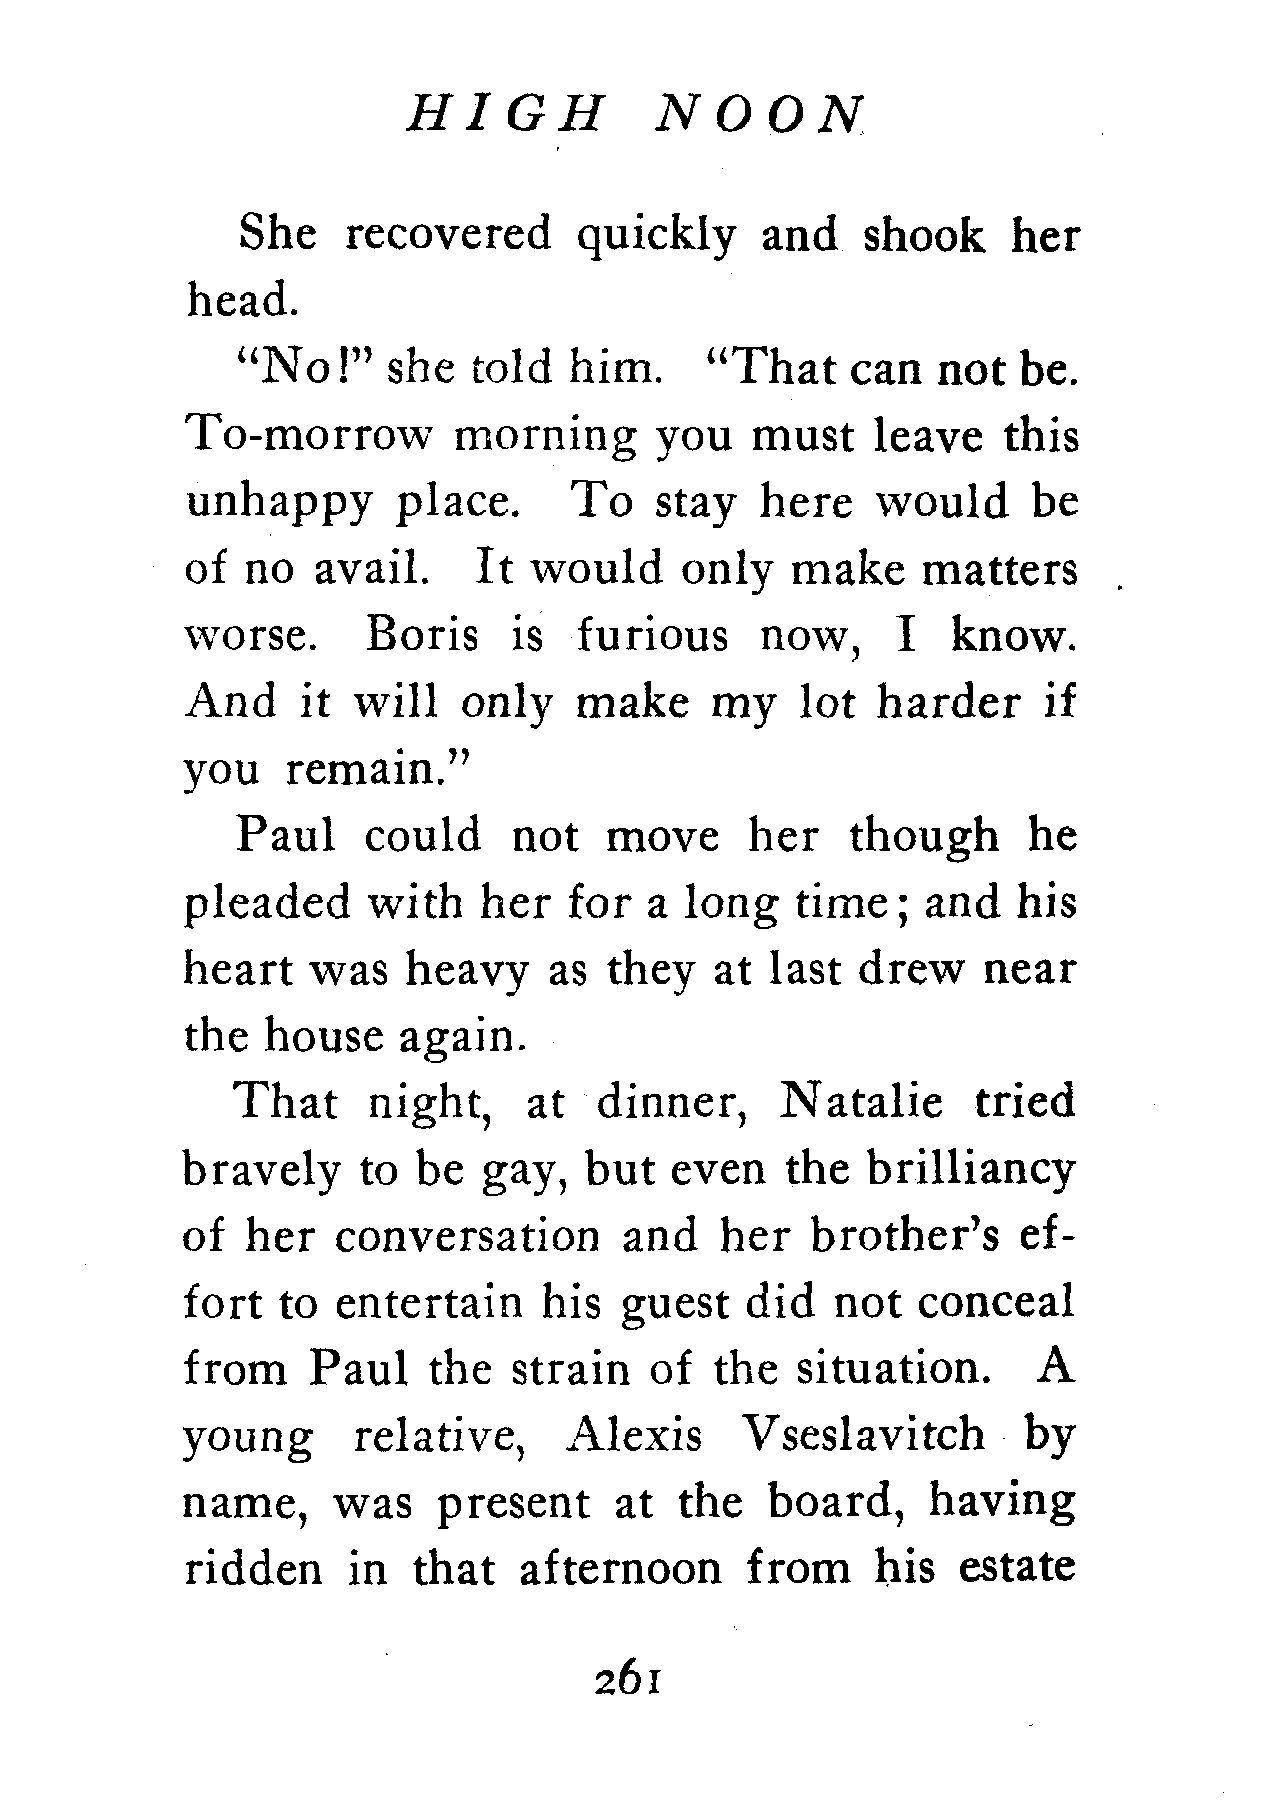 HIGH NOON
She recovered quickly and shook her
head.
“No!” she told him. “That can not be.
To-morrow morning you must leave this
unhappy place. To stay here would be
of no avail. It would only make matters
worse. Boris is furious now, I know.
And it will only make my lot harder if
you remain.”
Paul could not move her though he
pleaded with her for a long time; and his
heart was heavy as they at last drew near
the house again.
That night, at dinner, Natalie tried
bravely to be gay, but even the brilliancy
of her conversation and her brother’s ef-
fort to entertain his guest did not conceal
from Paul the strain of the situation. A
young relative, Alexis Vseslavitch by
name, was present at the board, having
ridden in that afternoon from his estate
261